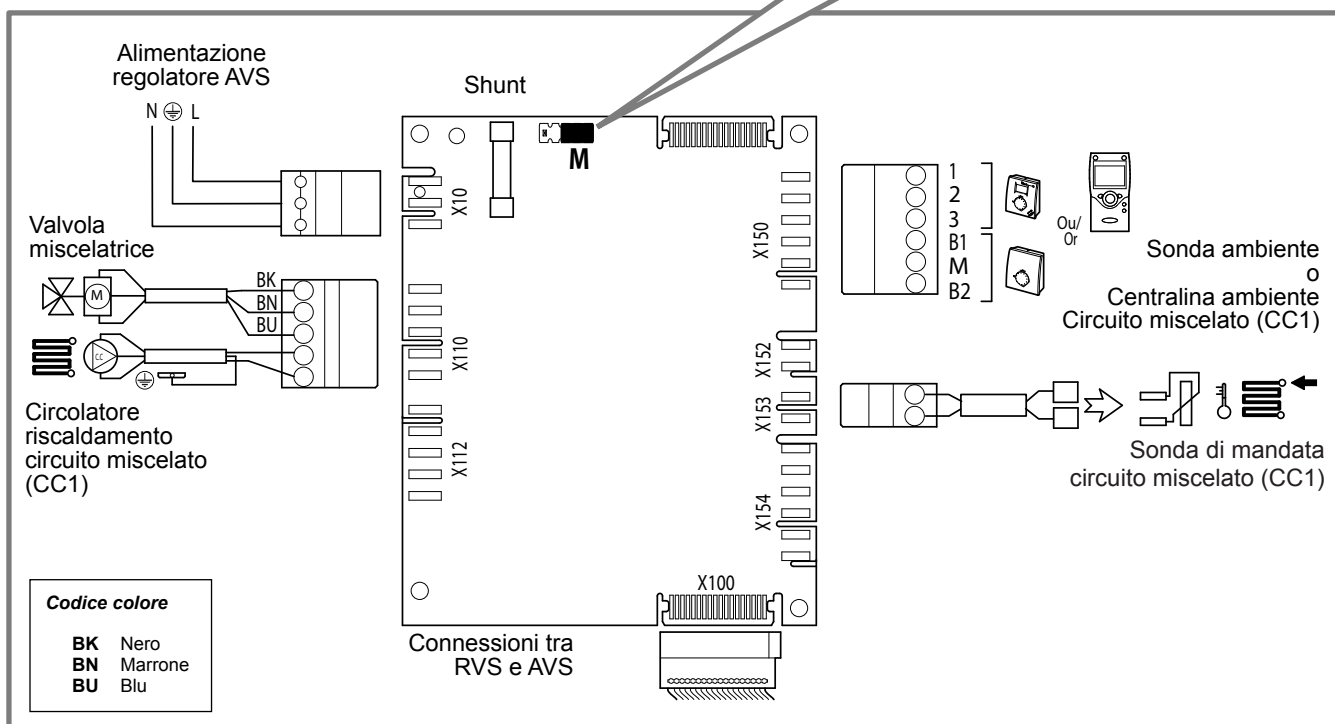 Alimentazione
regolatore AVS
N L
Shunt
M
X10
Valvola
miscelatrice
M
BK
BN
BU
CC
X110
Circolatore
riscaldamento
circuito miscelato
(CC1)
X112
X150
1
2
3
B1
M
B2
Ou/
Or
Sonda ambiente
o
Centralina ambiente
Circuito miscelato (CC1)
X152
X153
X154
Sonda di mandata
circuito miscelato (CC1)
X100
Connessioni tra
RVS e AVS
Codice colore
BK Nero
BN Marrone
BU Blu